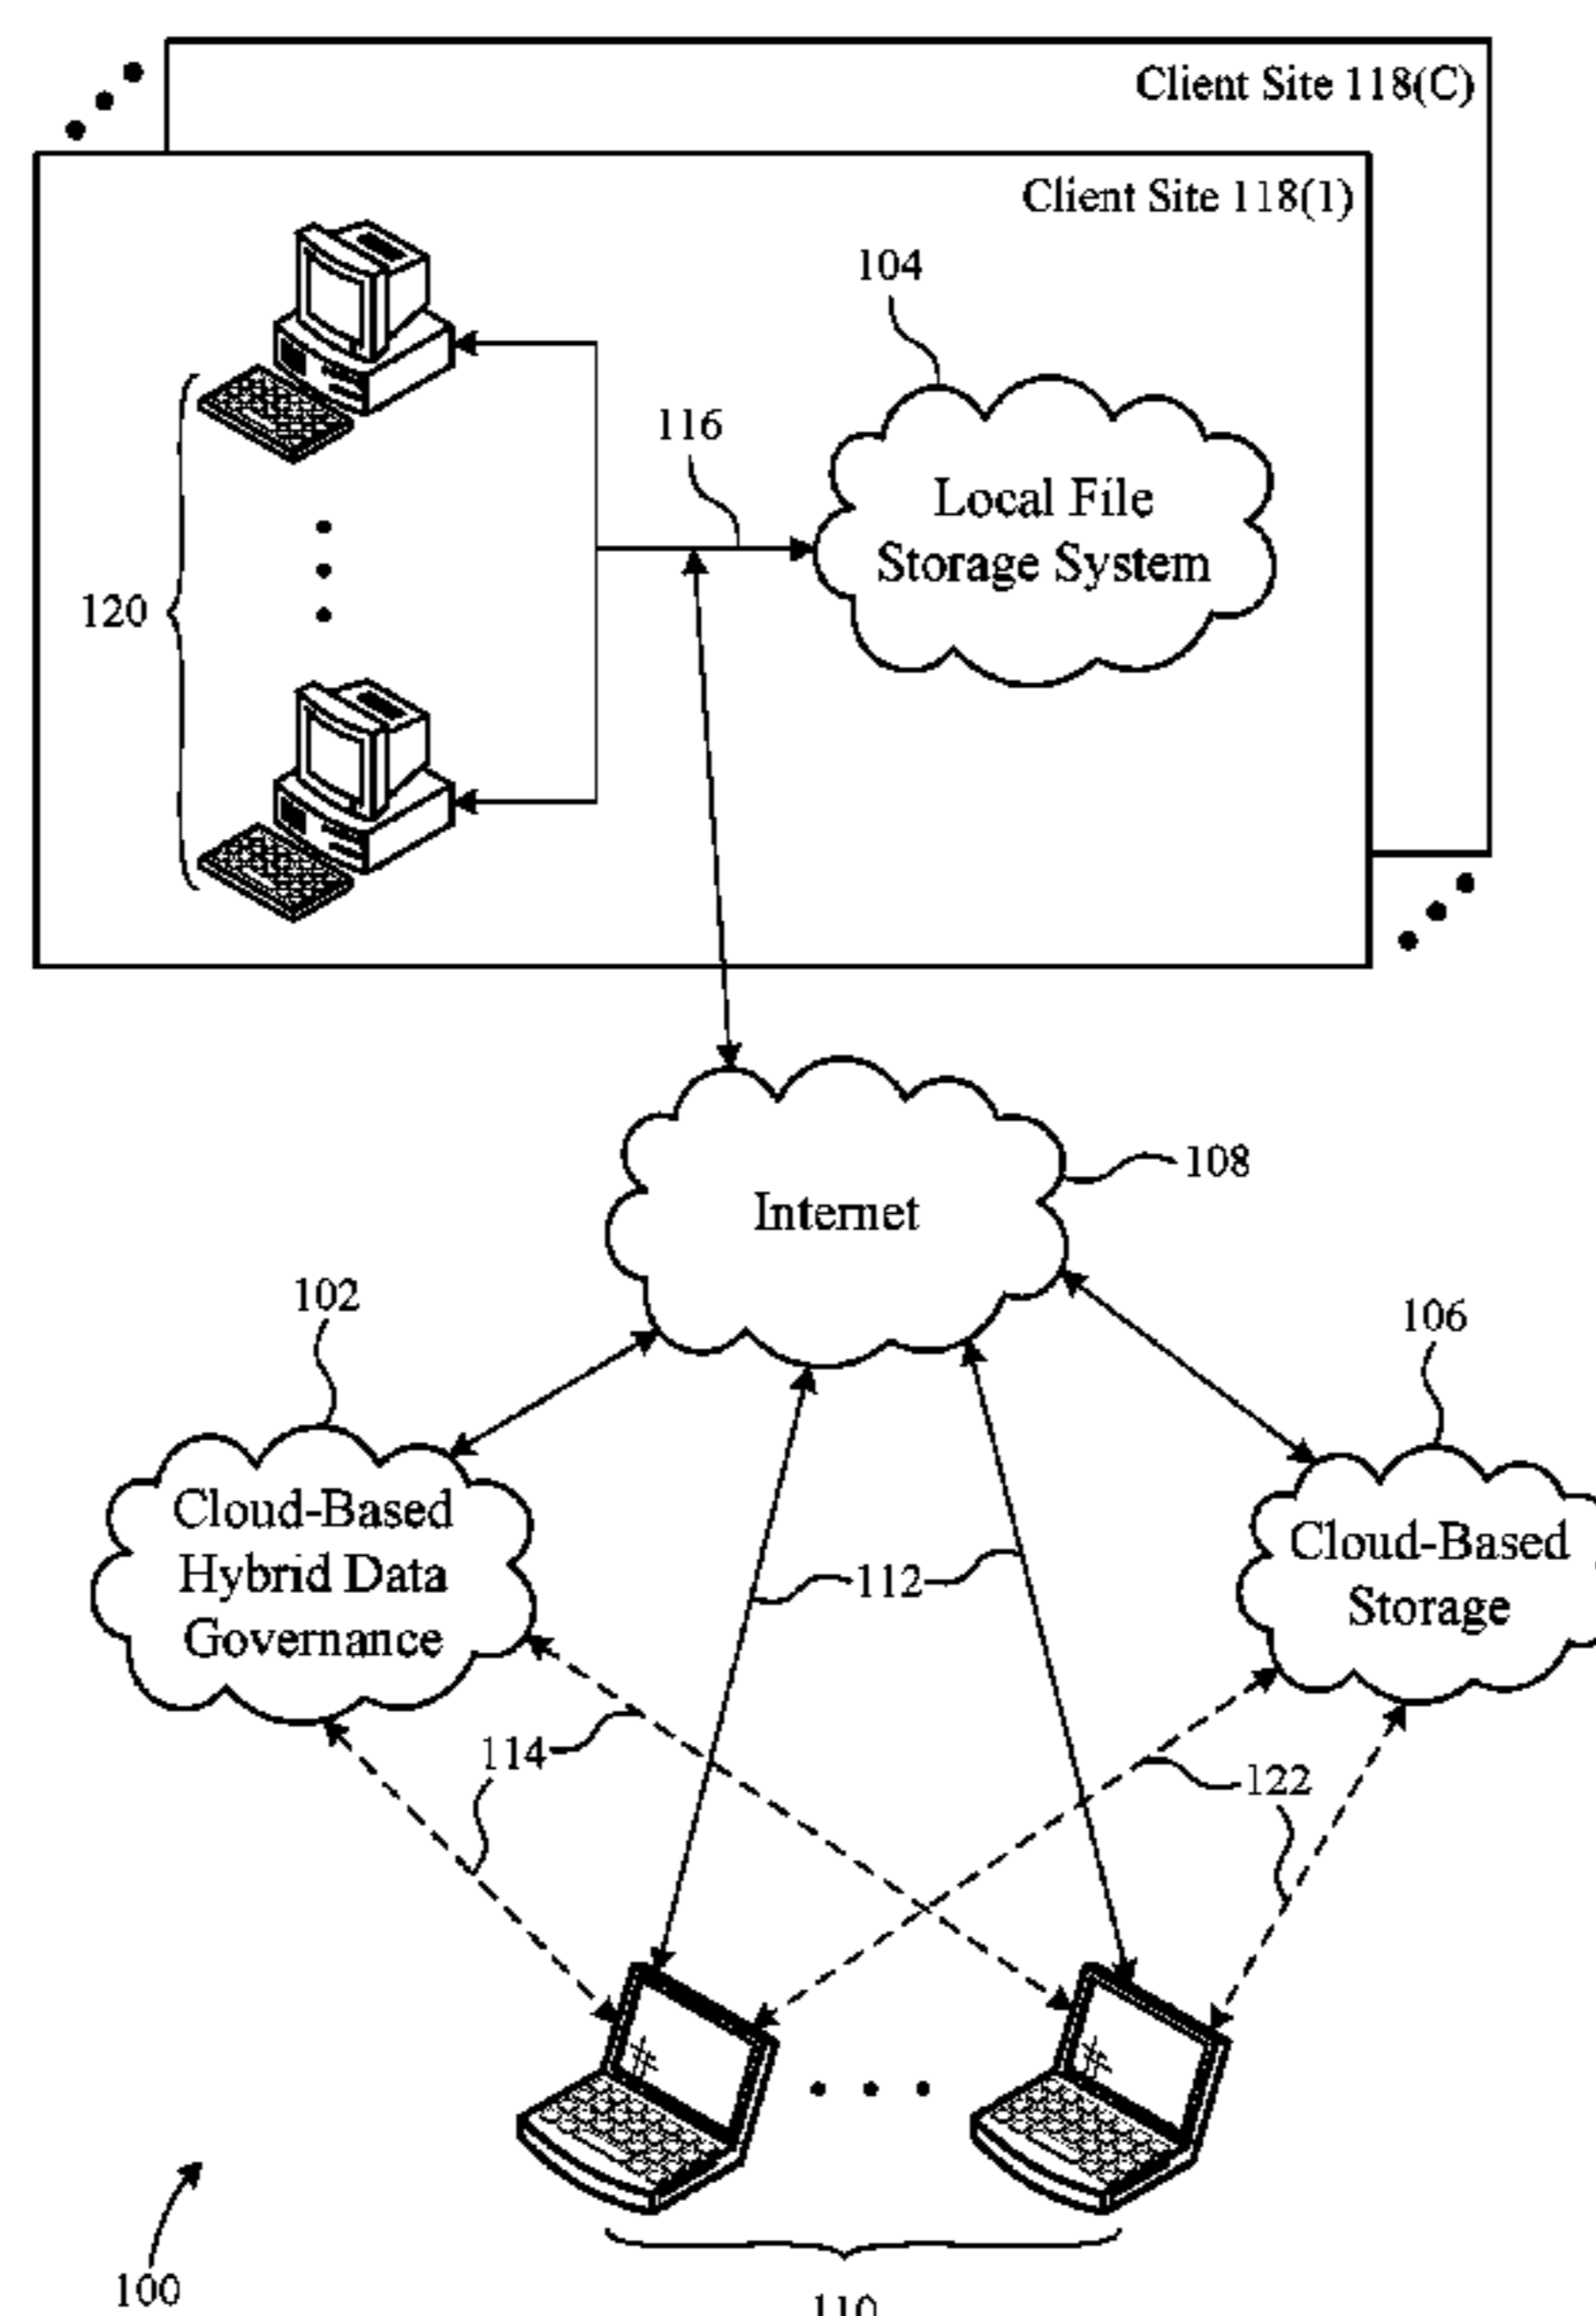 Client Site 118(C)
Client Site 118(1)
104
116
Local File
Storage System
120
108
Internet
102
106
Cloud-Based
Hybrid Data
Governance
Cloud-Based
Storage
112
114
122
100
110